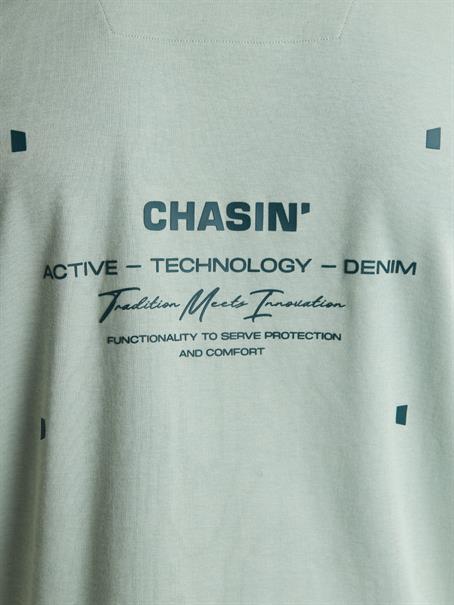 CHASIN'
ACTIVE – TECHNOLOGY – DENIM
Tradition Meets Innovation
FUNCTIONALITY TO SERVE PROTECTION
AND COMFORT